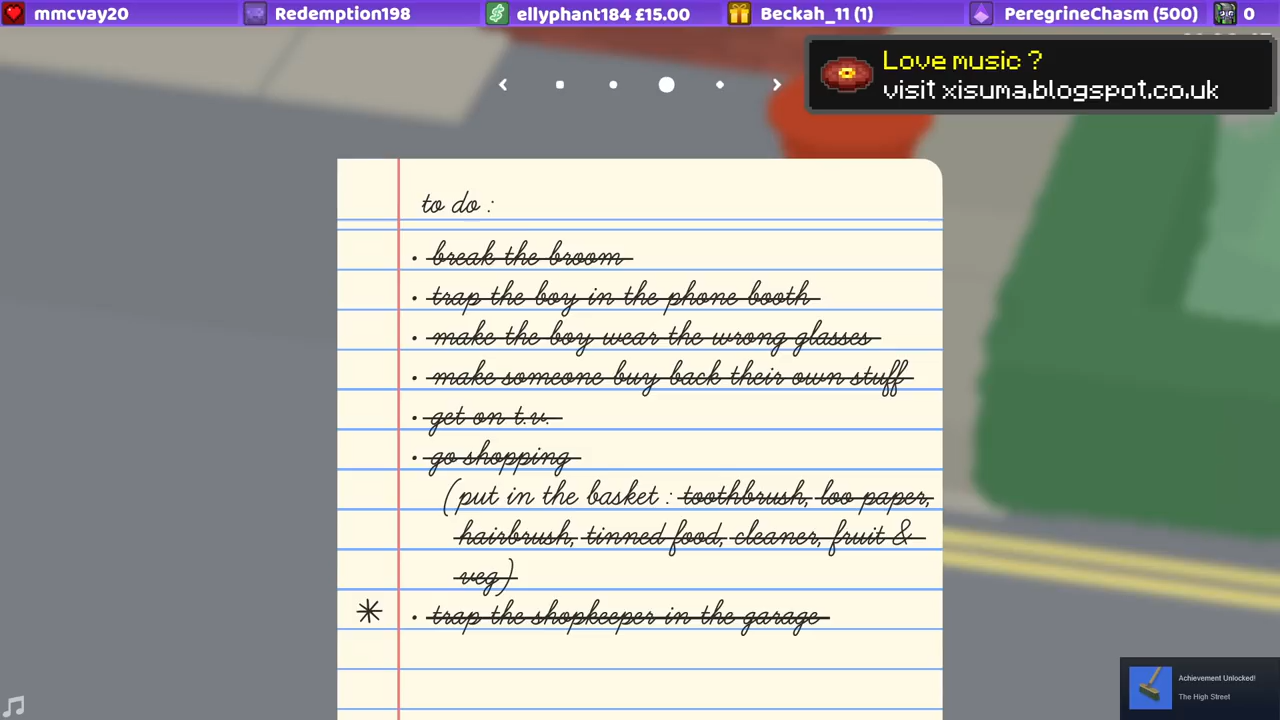 mmcvay20 Redemption198 ellyphant184 £15.00 Beckah_11 (1) PeregrineChasm (500) 0
Love music ?
visit xisuma.blogspot.co.uk
to do :
• break the broom
• trap the boy in the phone booth
• make the boy wear the wrong glasses
• make someone buy back their own stuff
• get on t.v.
• go shopping
(put in the basket : toothbrush, loo paper,
hairbrush, tinned food, cleaner, fruit &
veg)
• trap the shopkeeper in the garage
Achievement Unlocked!
The High Street